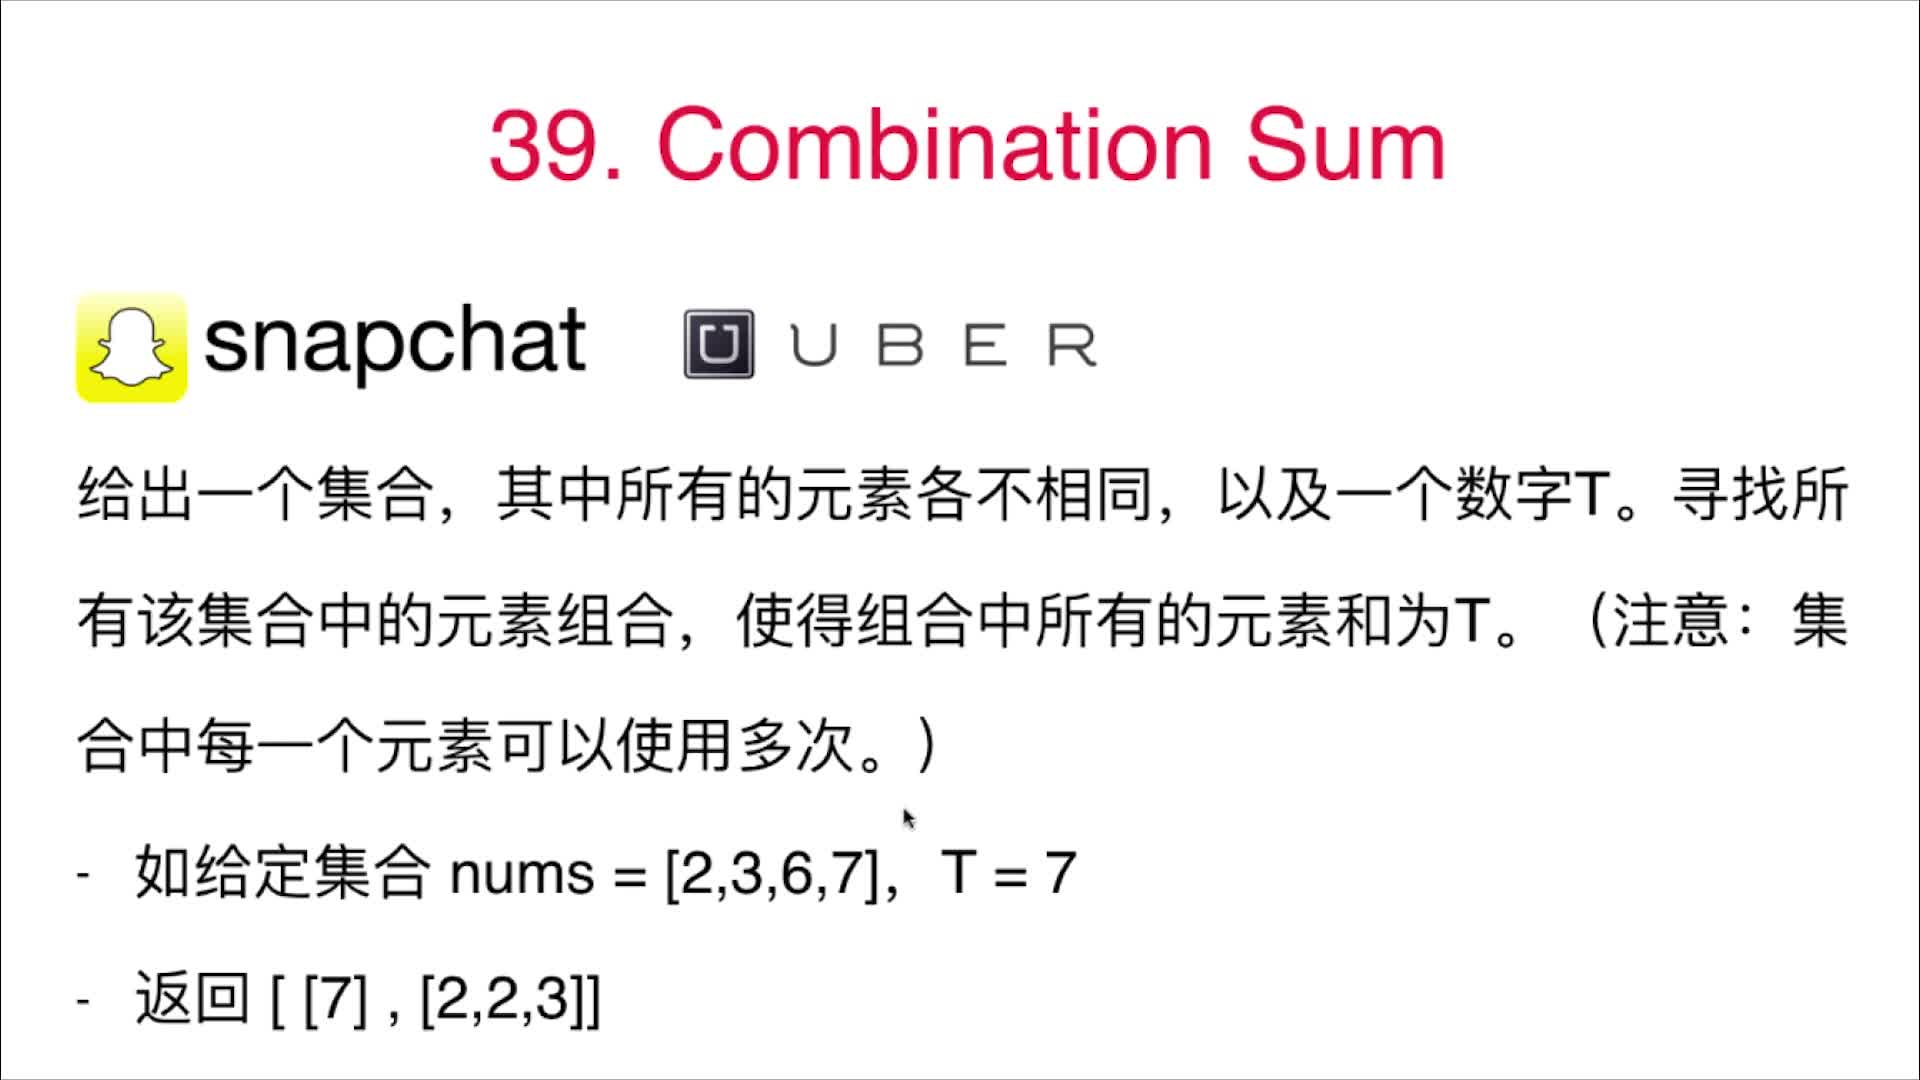 39. Combination Sum
snapchat UBER
给出一个集合，其中所有的元素各不相同，以及一个数字T。寻找所
有该集合中的元素组合，使得组合中所有的元素和为T。（注意：集
合中每一个元素可以使用多次。）
- 如给定集合 nums = [2,3,6,7]，T = 7
- 返回 [ [7] , [2,2,3]]